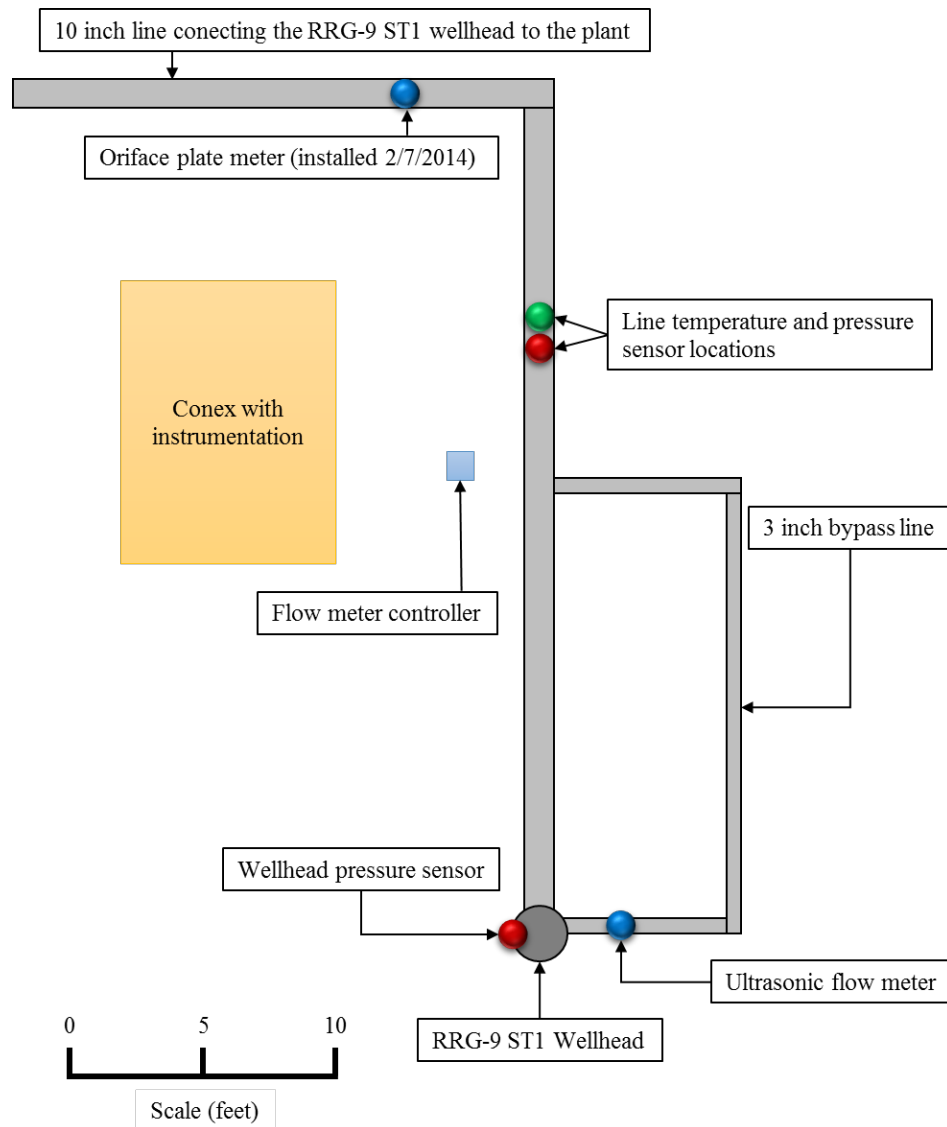 10 inch line conecting the RRG-9 ST1 wellhead to the plant
Oriface plate meter (installed 2/7/2014)
Line temperature and pressure
sensor locations
Conex with
instrumentation
3 inch bypass line
Flow meter controller
Wellhead pressure sensor
Ultrasonic flow meter
RRG-9 ST1 Wellhead
0 5 10
Scale (feet)